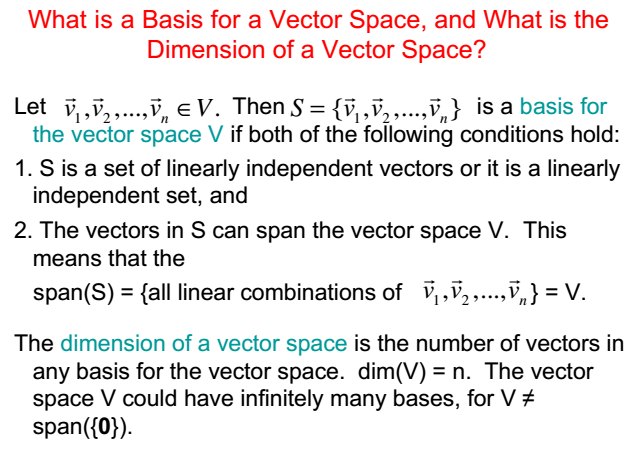 What is a Basis for a Vector Space, and What is the
Dimension of a Vector Space?
Let v⃗₁,v⃗₂,...,v⃗ₙ ∈ V. Then S = {v⃗₁,v⃗₂,...,v⃗ₙ} is a basis for
the vector space V if both of the following conditions hold:
1. S is a set of linearly independent vectors or it is a linearly
independent set, and
2. The vectors in S can span the vector space V. This
means that the
span(S) = {all linear combinations of v⃗₁,v⃗₂,...,v⃗ₙ} = V.
The dimension of a vector space is the number of vectors in
any basis for the vector space. dim(V) = n. The vector
space V could have infinitely many bases, for V ≠
span({0}).